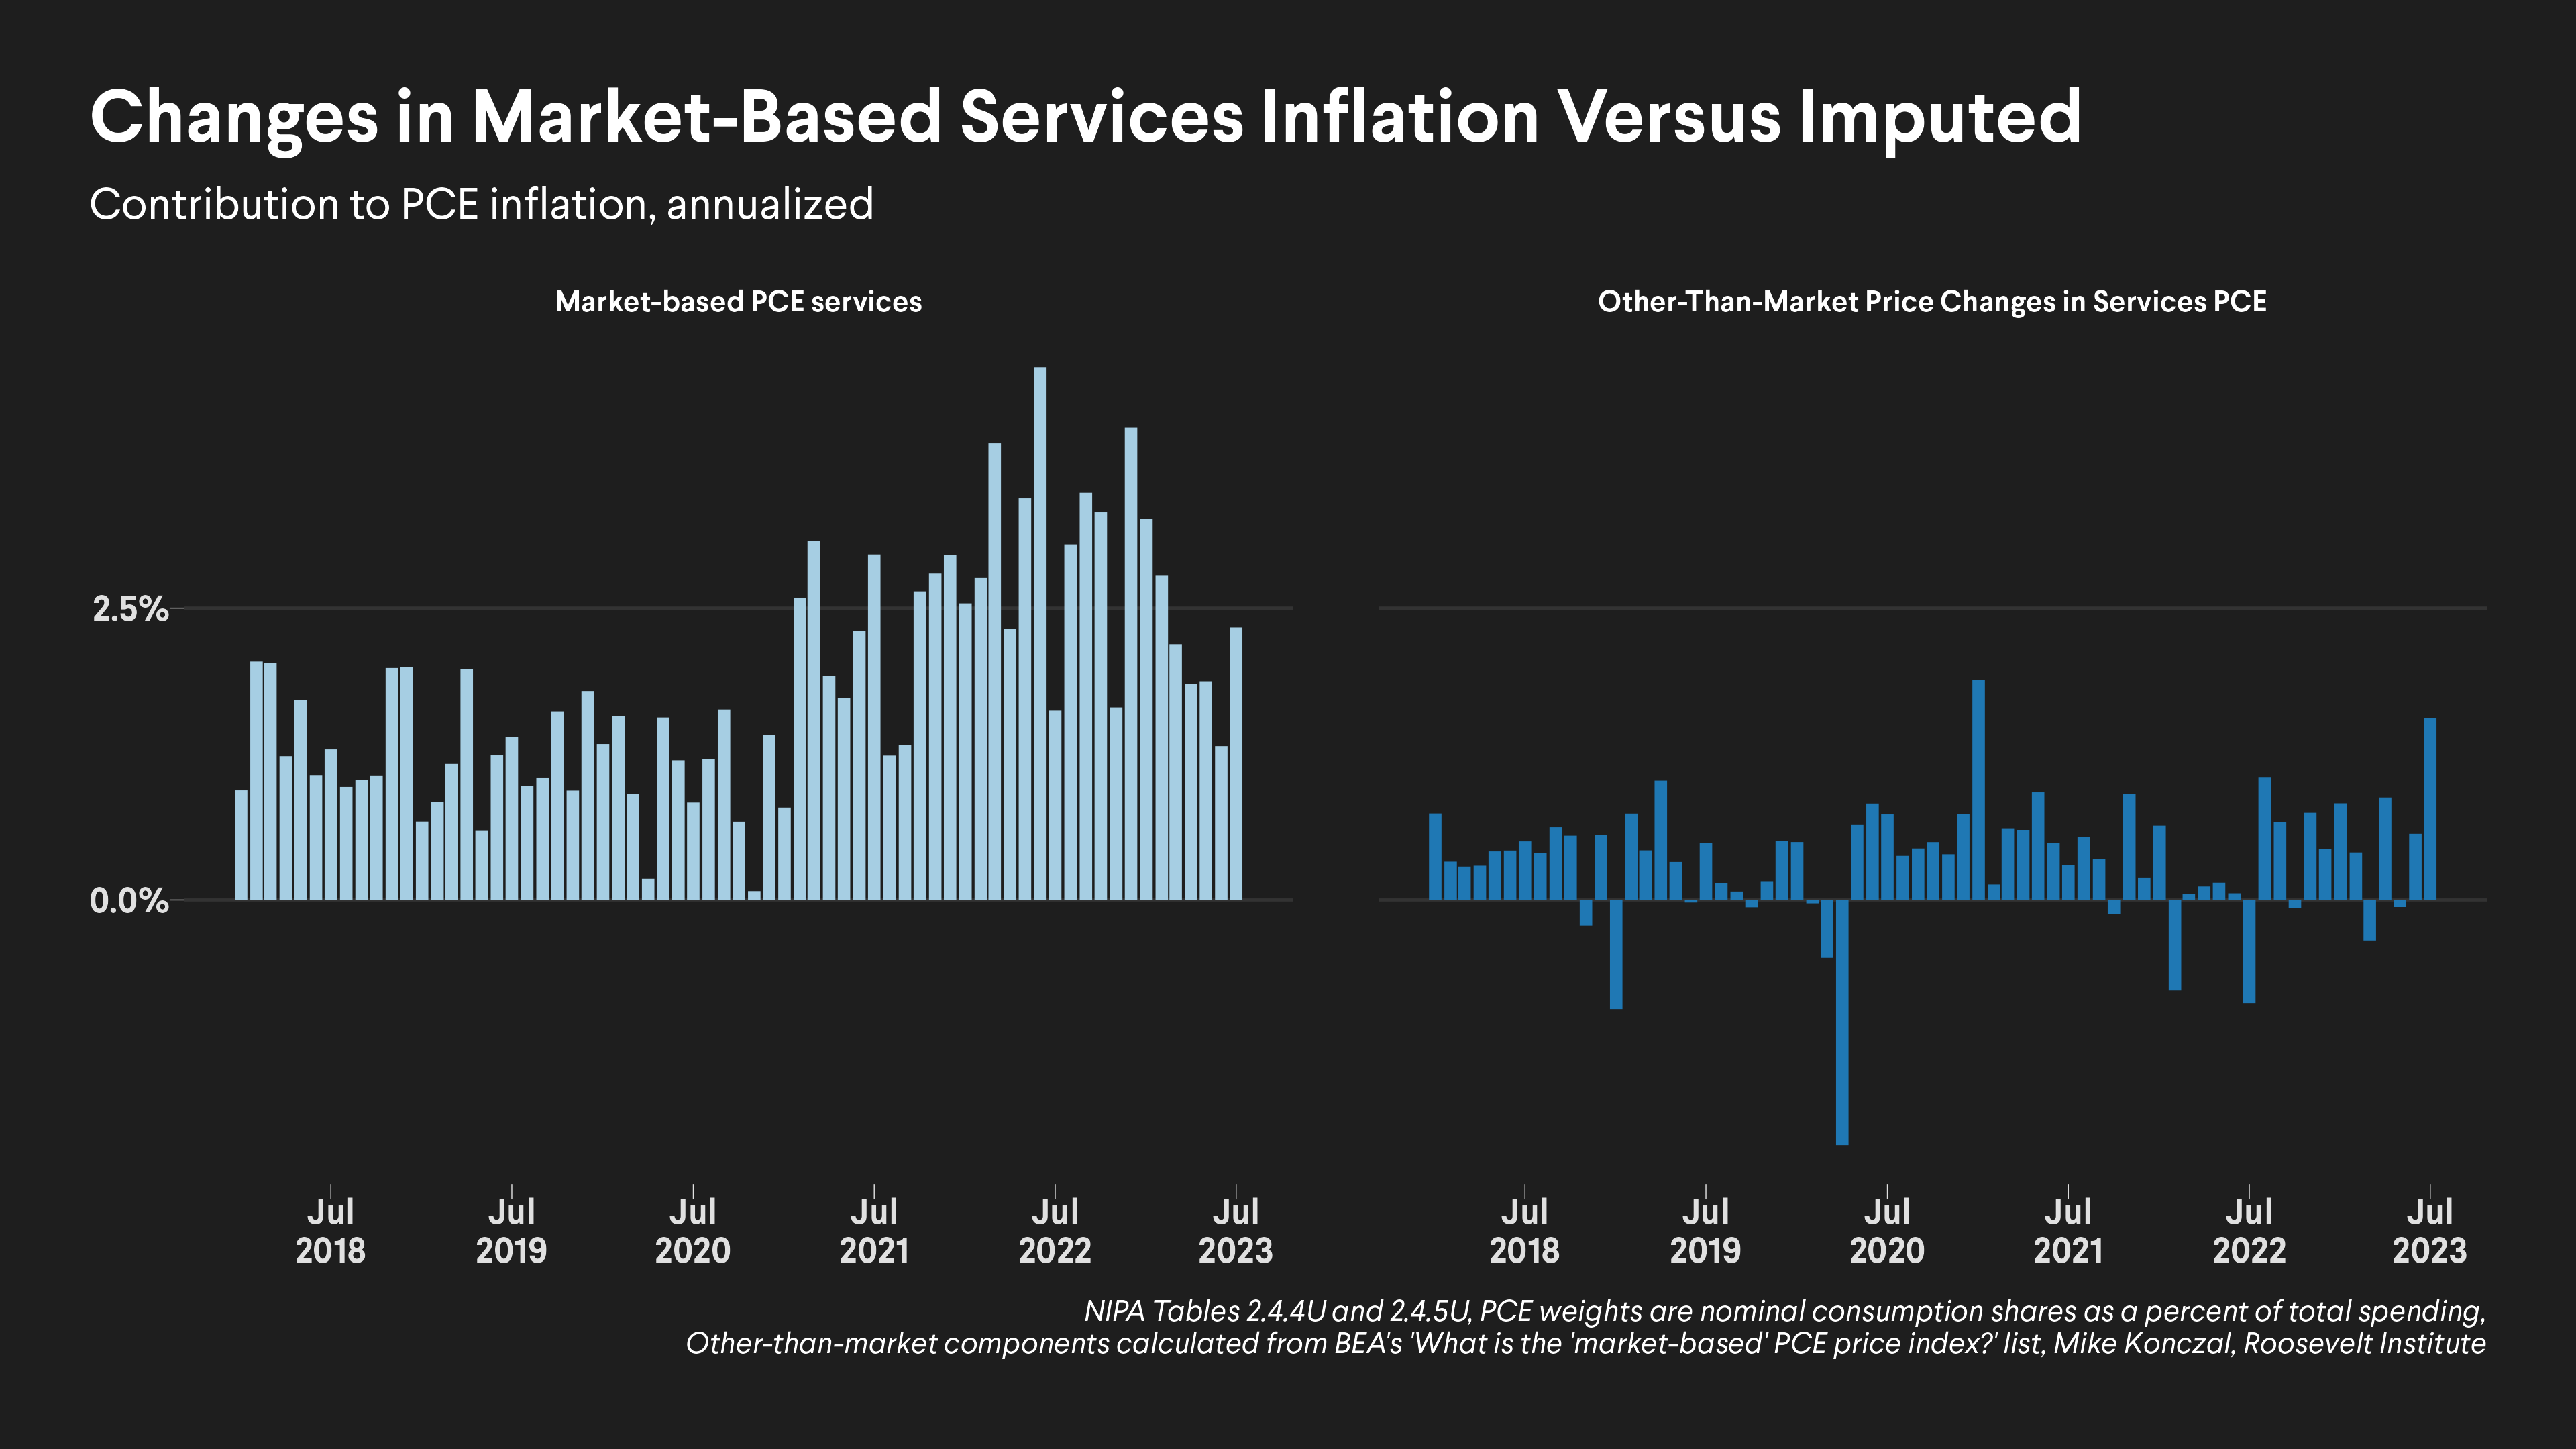 Changes in Market-Based Services Inflation Versus Imputed
Contribution to PCE inflation, annualized
Market-based PCE services
Other-Than-Market Price Changes in Services PCE
2.5%
0.0%
Jul Jul Jul Jul Jul Jul
2018 2019 2020 2021 2022 2023
Jul Jul Jul Jul Jul Jul
2018 2019 2020 2021 2022 2023
NIPA Tables 2.4.4U and 2.4.5U, PCE weights are nominal consumption shares as a percent of total spending,
Other-than-market components calculated from BEA's 'What is the 'market-based' PCE price index?' list, Mike Konczal, Roosevelt Institute